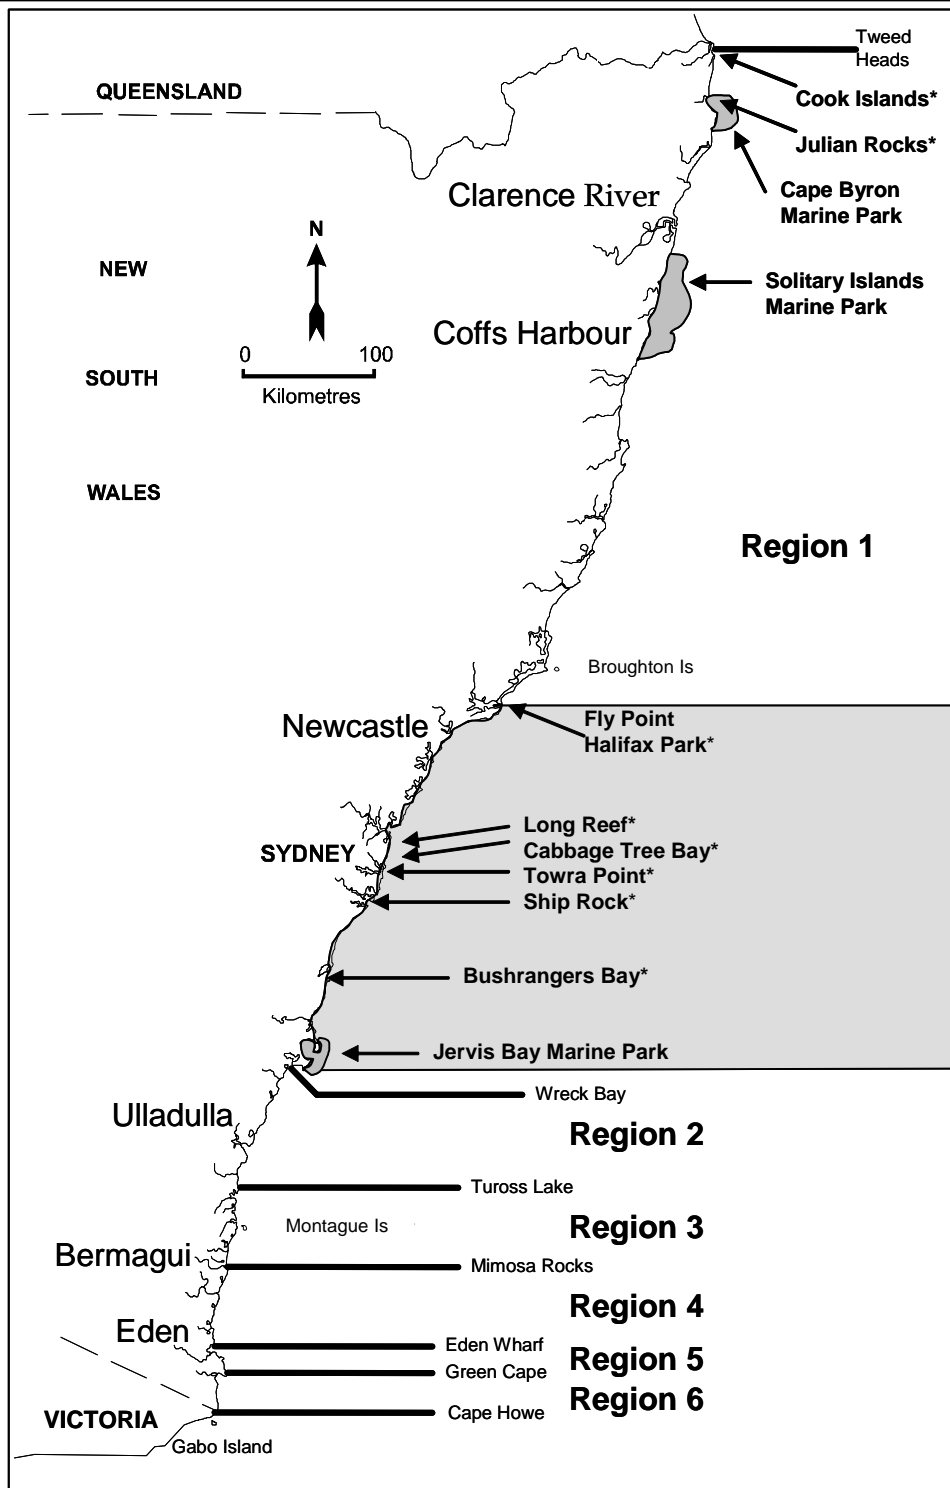 Tweed
Heads
QUEENSLAND
Cook Islands*
Julian Rocks*
Clarence River
Cape Byron
Marine Park
N
NEW
Solitary Islands
Marine Park
Coffs Harbour
0 100
Kilometres
SOUTH
WALES
Region 1
Broughton Is
Newcastle
Fly Point
Halifax Park*
Long Reef*
SYDNEY
Cabbage Tree Bay*
Towra Point*
Ship Rock*
Bushrangers Bay*
Jervis Bay Marine Park
Wreck Bay
Ulladulla
Region 2
Tuross Lake
Montague Is
Region 3
Bermagui
Mimosa Rocks
Region 4
Eden
Eden Wharf
Region 5
Green Cape
Region 6
VICTORIA
Cape Howe
Gabo Island